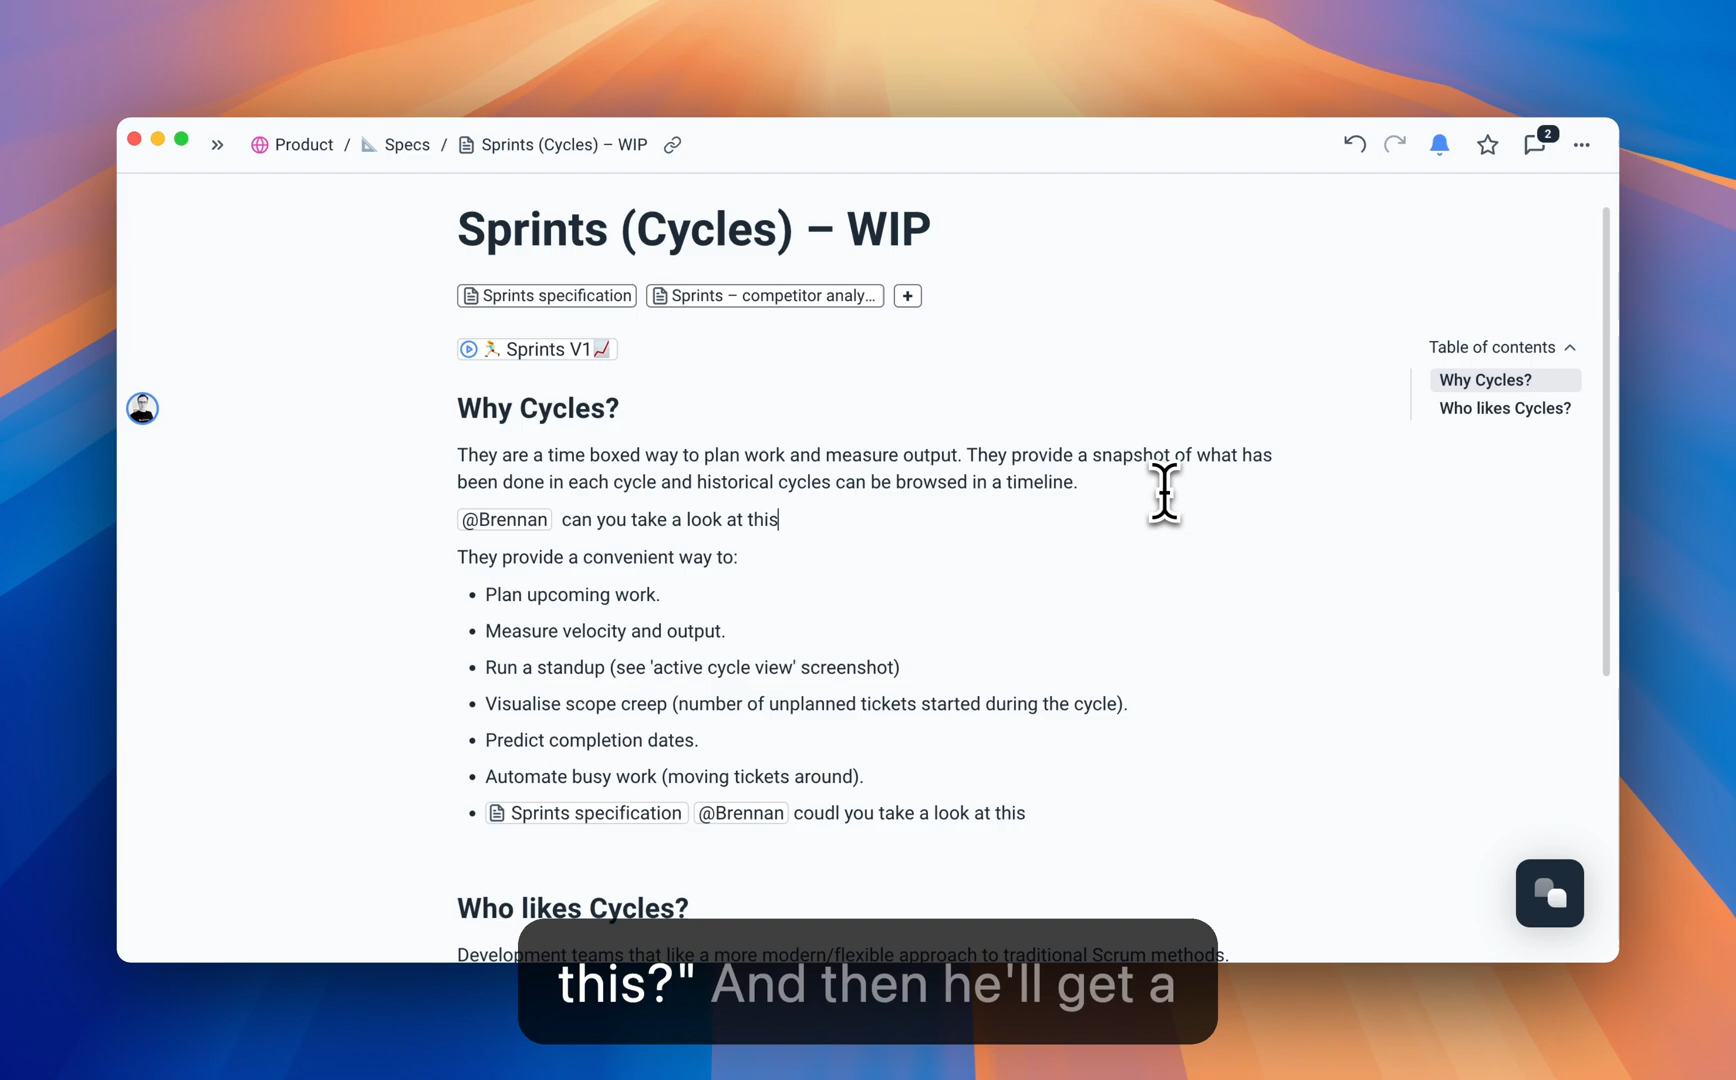 Product / Specs / Sprints (Cycles) – WIP
2
Sprints (Cycles) – WIP
Sprints specification Sprints – competitor analy... +
Sprints V1
Table of contents
Why Cycles?
Who likes Cycles?
Why Cycles?
They are a time boxed way to plan work and measure output. They provide a snapshot of what has
been done in each cycle and historical cycles can be browsed in a timeline.
@Brennan can you take a look at this
They provide a convenient way to:
• Plan upcoming work.
• Measure velocity and output.
• Run a standup (see 'active cycle view' screenshot)
• Visualise scope creep (number of unplanned tickets started during the cycle).
• Predict completion dates.
• Automate busy work (moving tickets around).
• Sprints specification @Brennan coudl you take a look at this
Who likes Cycles?
Development teams that like a more modern/flexible approach to traditional Scrum methods.
this?" And then he'll get a